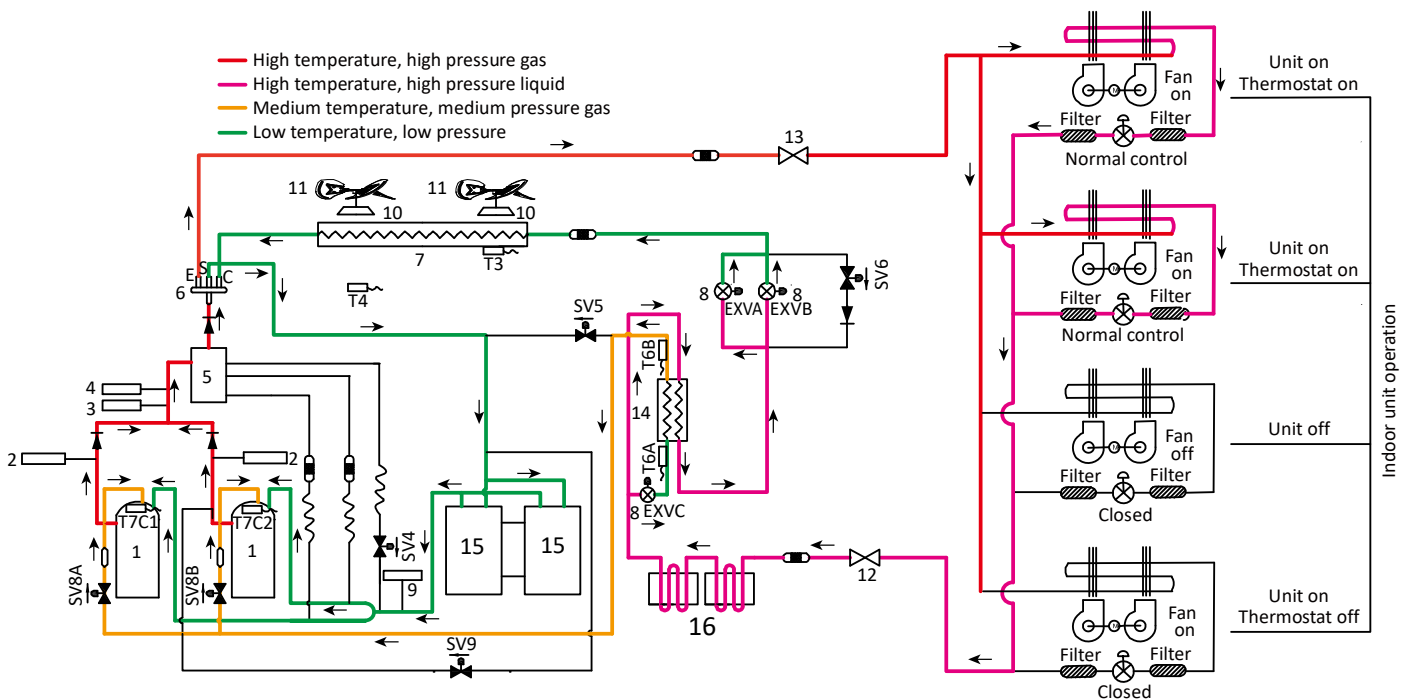 High temperature, high pressure gas
High temperature, high pressure liquid
Medium temperature, medium pressure gas
Low temperature, low pressure
13
11
11
10
10
7
T3
T4
E
S
C
6
5
4
3
2
2
T7C1
T7C2
1
1
SV8A
SV8B
SV4
9
SV9
15
15
SV5
T6B
14
T6A
8
EXVC
8
EXVA
8
EXVB
SV6
16
12
Fan
on
Filter
Filter
Normal control
Unit on
Thermostat on
Fan
on
Filter
Filter
Normal control
Unit on
Thermostat on
Fan
off
Filter
Filter
Closed
Unit off
Fan
on
Filter
Filter
Closed
Unit on
Thermostat off
Indoor unit operation